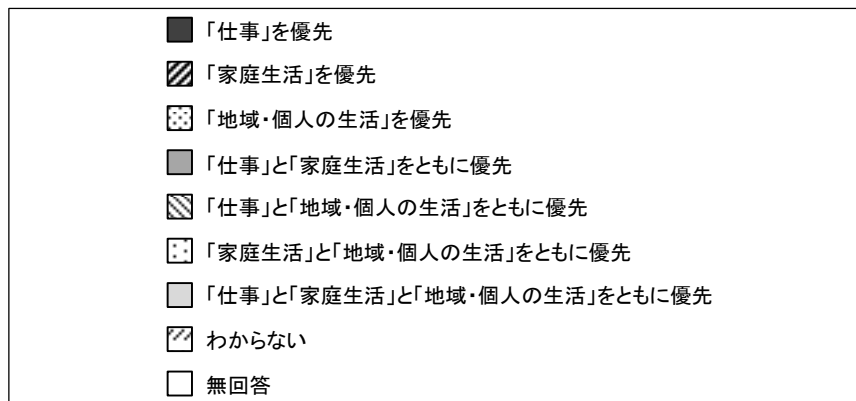 「仕事」を優先
「家庭生活」を優先
「地域・個人の生活」を優先
「仕事」と「家庭生活」をともに優先
「仕事」と「地域・個人の生活」をともに優先
「家庭生活」と「地域・個人の生活」をともに優先
「仕事」と「家庭生活」と「地域・個人の生活」をともに優先
わからない
無回答